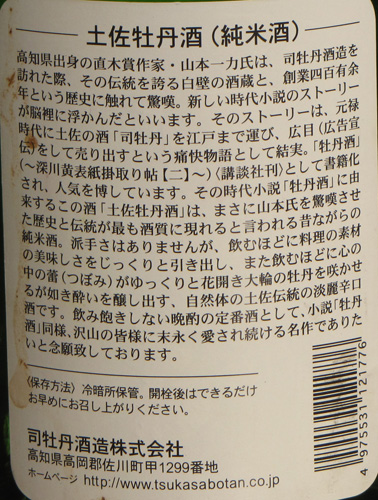 土佐牡丹酒（純米酒）
高知県出身の直木賞作家・山本一力氏は、司牡丹酒造を
訪れた際、その伝統を誇る白壁の酒蔵と、創業四百有余
年という歴史に触れて驚嘆。新しい時代小説のストーリー
が脳裡に浮かんだといいます。そのストーリーは、元禄
時代に土佐の酒「司牡丹」を江戸まで運び、広目（広告宣
伝）をして売り出すという痛快物語として結実。「牡丹酒」
（〜深川黄表紙掛取り帖【二】〜）〈講談社刊〉として書籍化
され、人気を博しています。その時代小説「牡丹酒」に由
来するこの酒「土佐牡丹酒」は、まさに山本氏を驚嘆させ
た歴史と伝統が最も酒質に現れると言われる昔ながらの
純米酒。派手さはありませんが、飲むほどに料理の素材
の美味しさをじっくりと引き出し、また飲むほどに心の
中の蕾（つぼみ）がゆっくりと花開き大輪の牡丹を咲かせ
るが如き酔いを醸し出す、自然体の土佐伝統の淡麗辛口
酒です。飲み飽きしない晩酌の定番酒として、小説「牡丹
酒」同様、沢山の皆様に末永く愛され続ける名作でありた
いと念願致しております。
〈保存方法〉冷暗所保管。開栓後はできるだけ
お早めにお召し上がりください。
司牡丹酒造株式会社
高知県高岡郡佐川町甲1299番地
ホームページ http://www.tsukasabotan.co.jp
4 975531 121776